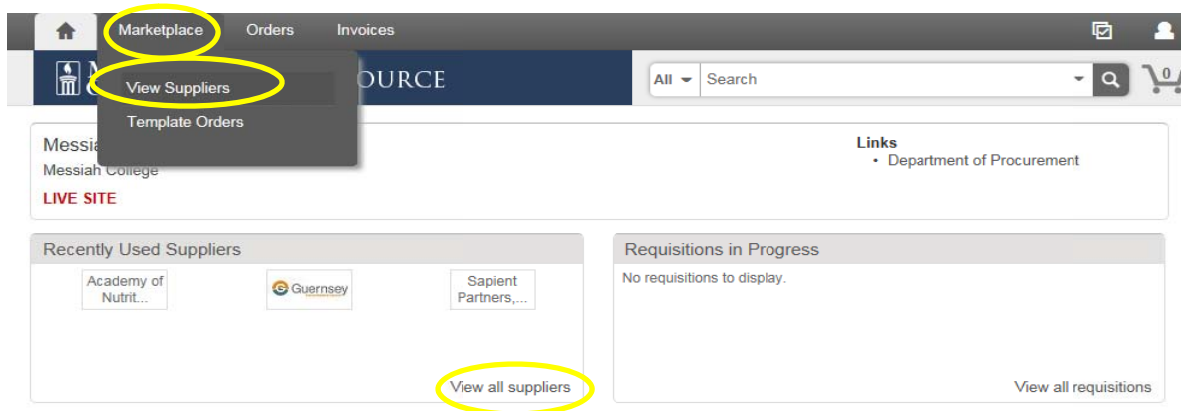 Marketplace Orders Invoices
View Suppliers
Template Orders
OURCE
All Search
0
Messia
Messiah College
LIVE SITE
Links
• Department of Procurement
Recently Used Suppliers
Academy of
Nutrit...
Guernsey
Sapient
Partners,...
View all suppliers
Requisitions in Progress
No requisitions to display.
View all requisitions